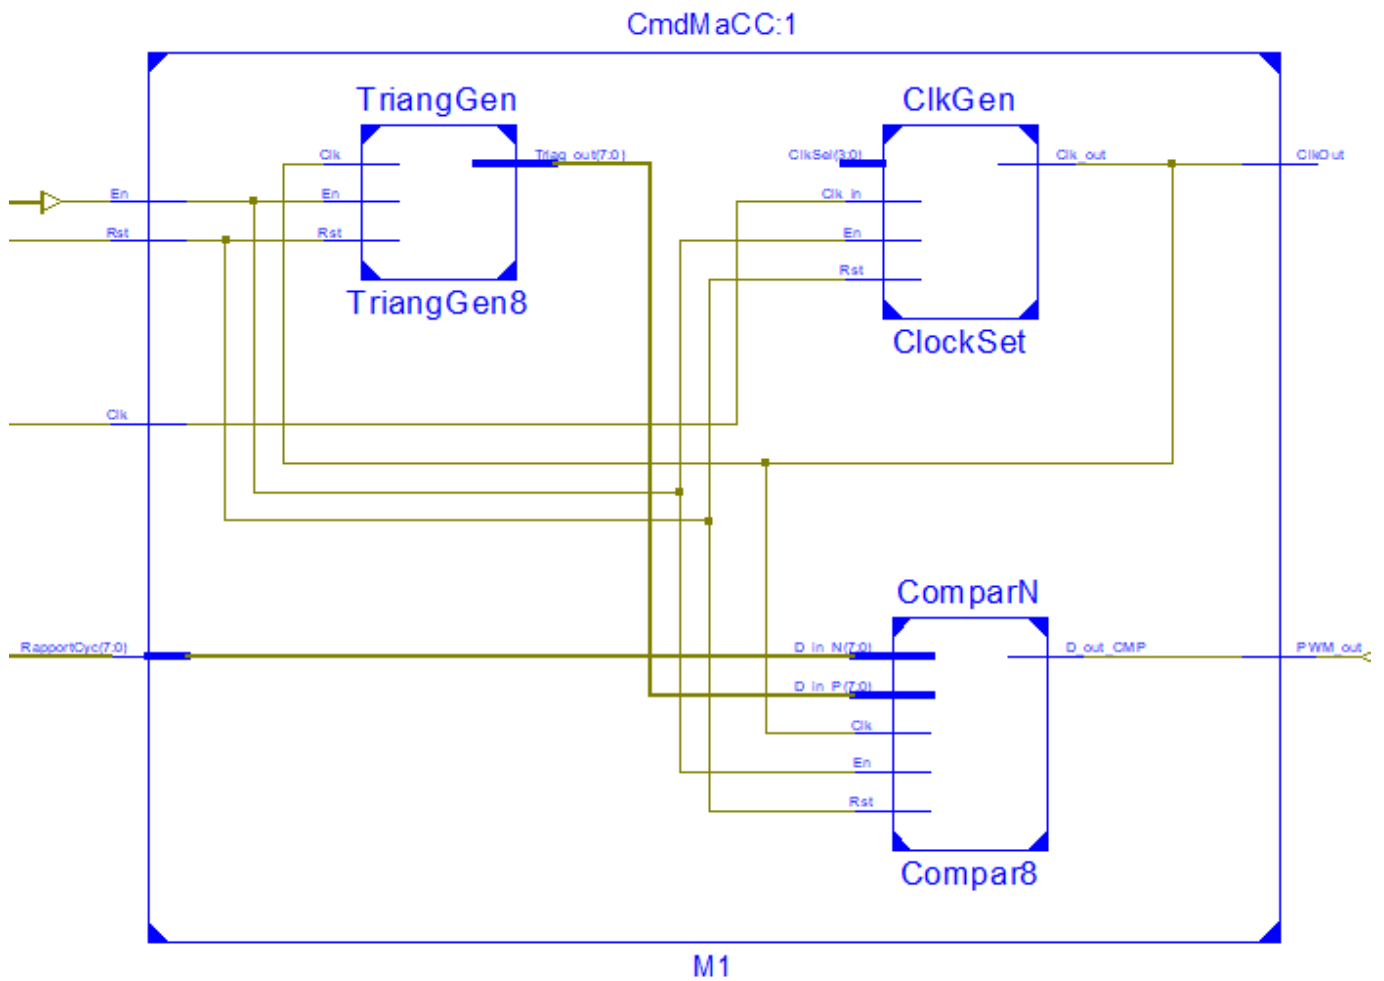 CmdMaCC:1
TriangGen
ClkGen
Clk
Triag_out(7:0)
ClkSel(3:0)
Clk_out
ClkOut
En
En
Clk_in
Rst
Rst
En
Rst
TriangGen8
ClockSet
Clk
ComparN
RapportCyc(7:0)
D_in_N(7:0)
D_out_CMP
PWM_out
D_in_P(7:0)
Clk
En
Rst
Compar8
M1